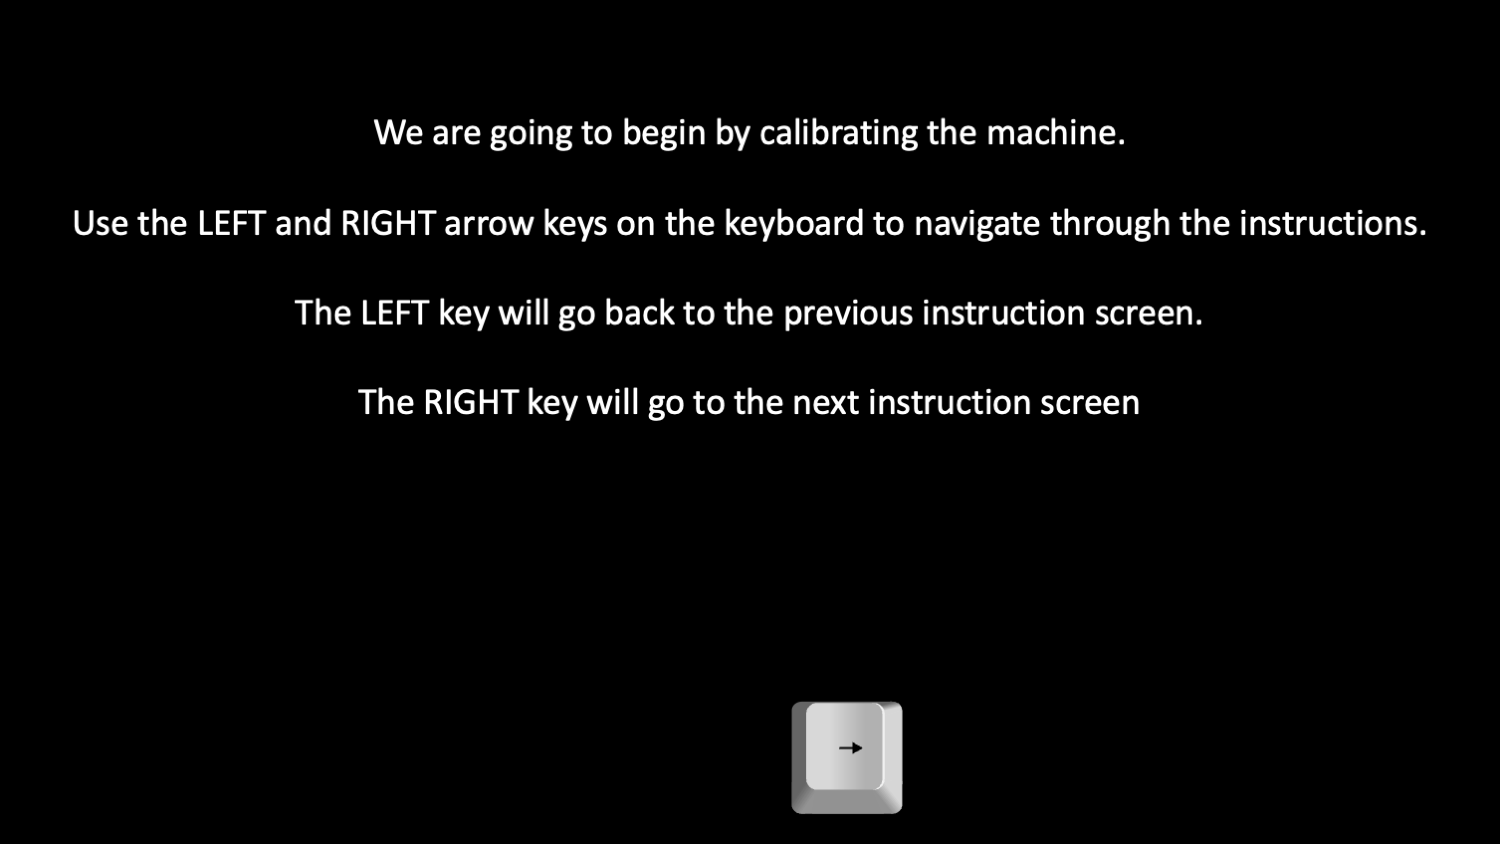 We are going to begin by calibrating the machine.
Use the LEFT and RIGHT arrow keys on the keyboard to navigate through the instructions.
The LEFT key will go back to the previous instruction screen.
The RIGHT key will go to the next instruction screen